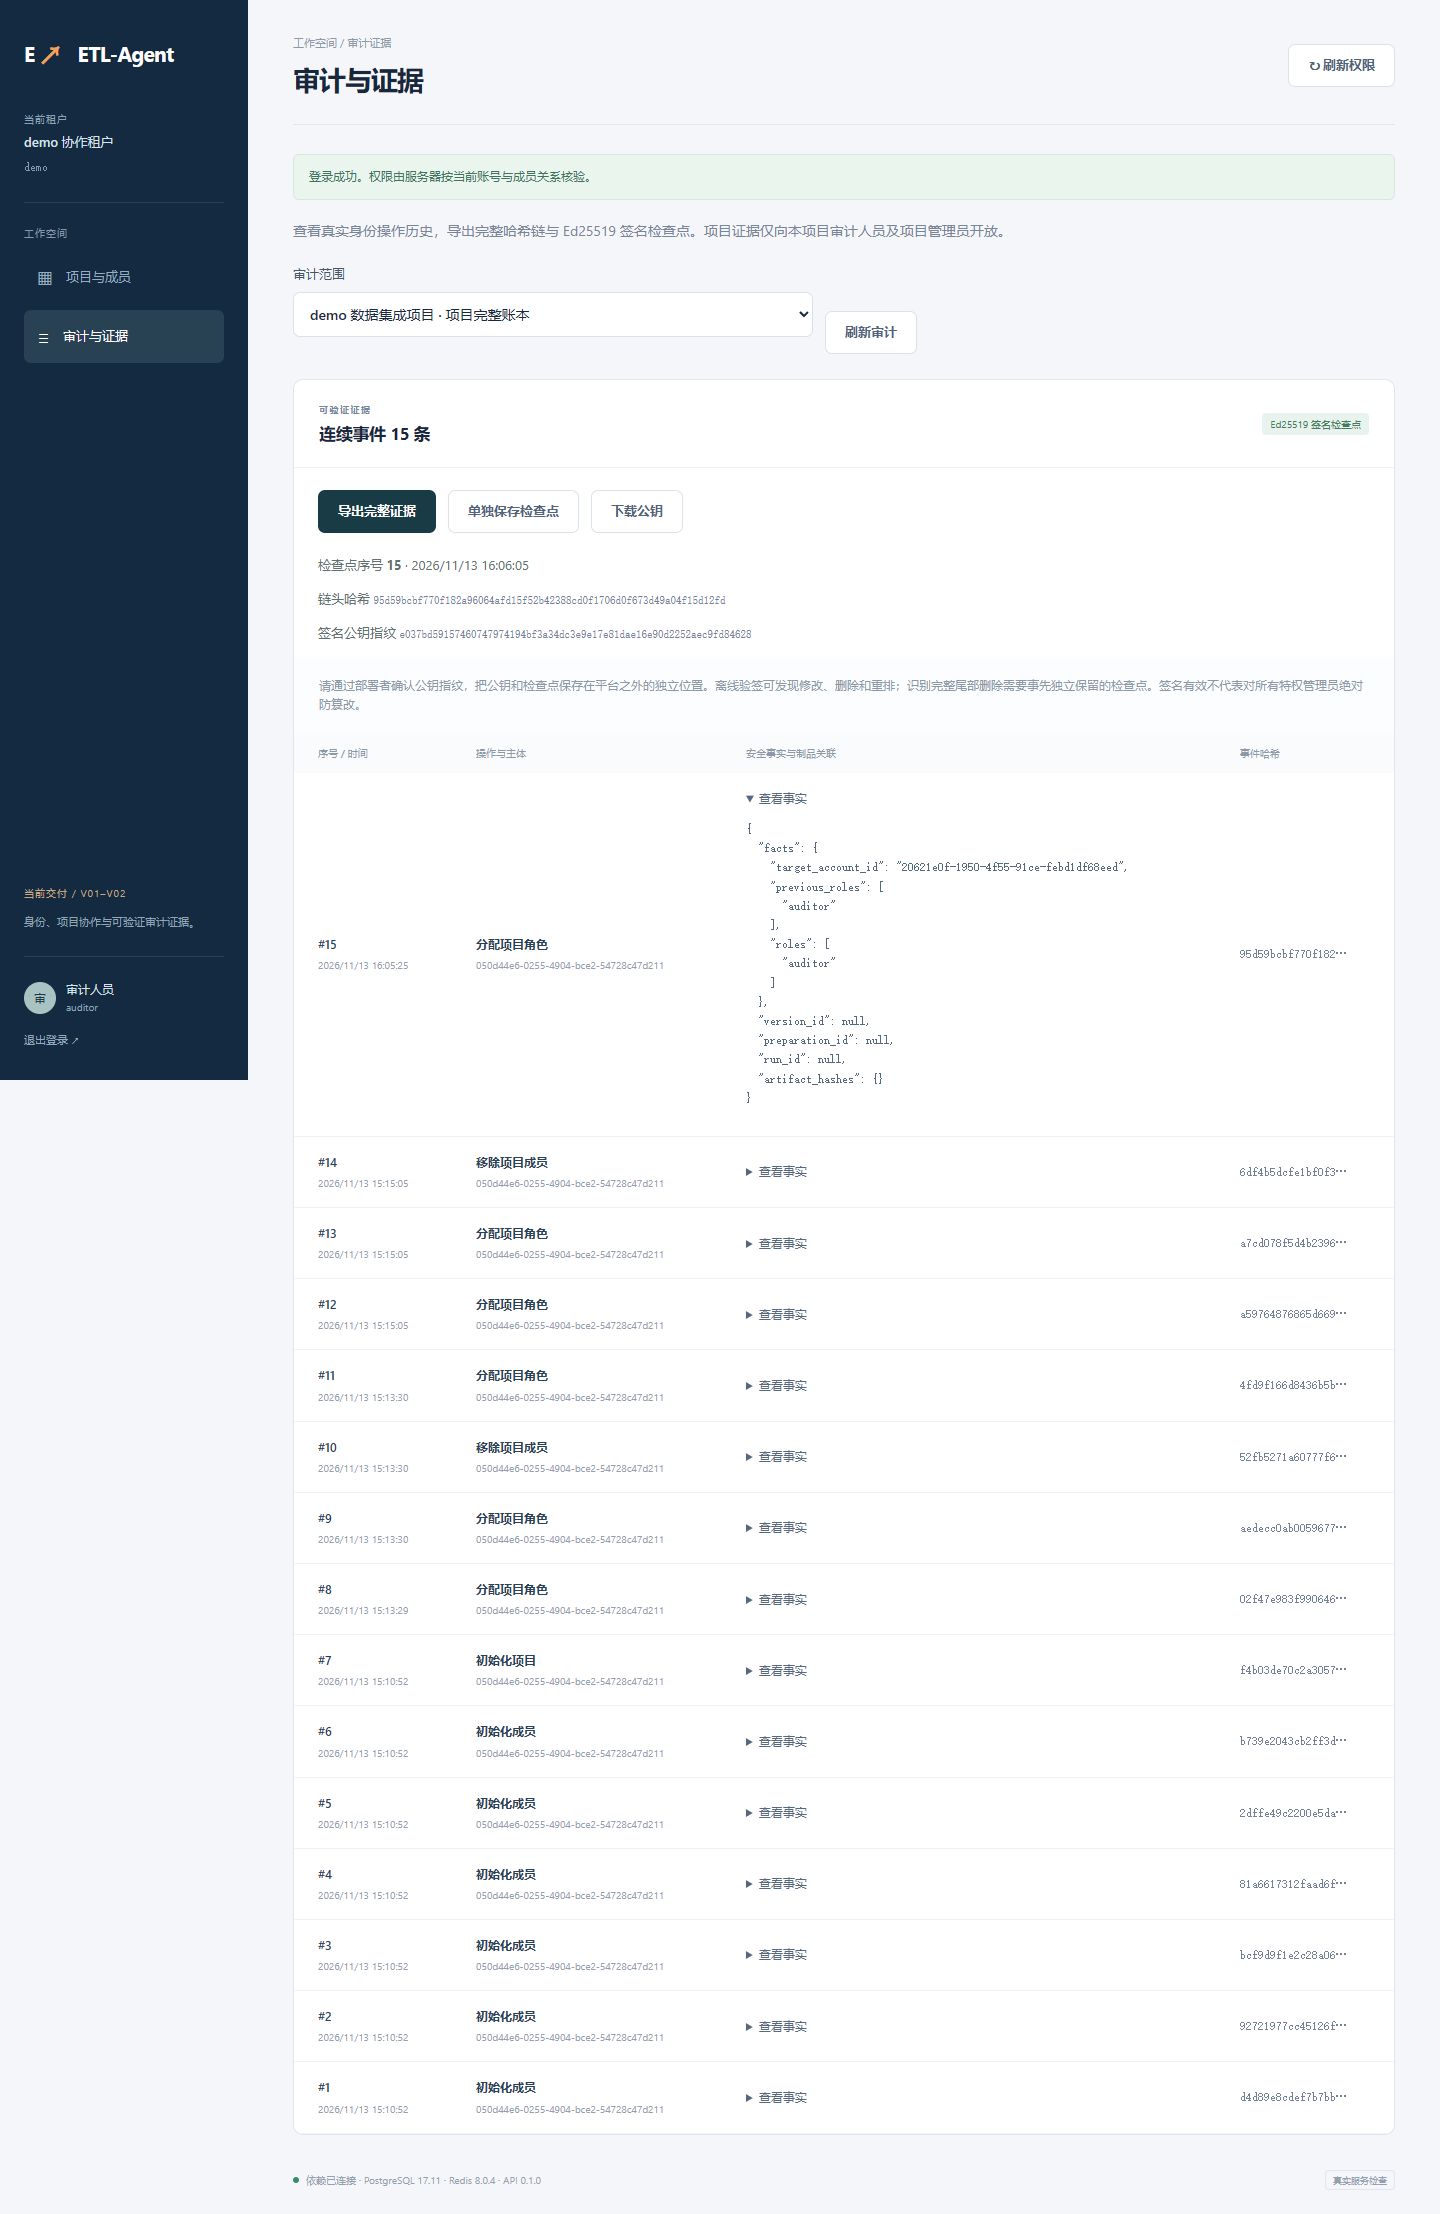 E ↗ ETL-Agent
当前租户
demo 协作租户
demo
工作空间
项目与成员
审计与证据
当前交付 / V01–V02
身份、项目协作与可验证审计证据。
审 审计人员
auditor
退出登录 ↗
工作空间 / 审计证据
审计与证据
↻ 刷新权限
登录成功。权限由服务器按当前账号与成员关系核验。
查看真实身份操作历史，导出完整哈希链与 Ed25519 签名检查点。项目证据仅向本项目审计人员及项目管理员开放。
审计范围
demo 数据集成项目 · 项目完整账本
刷新审计
可验证证据
连续事件 15 条
Ed25519 签名检查点
导出完整证据 单独保存检查点 下载公钥
检查点序号 15 · 2026/11/13 16:06:05
链头哈希 95d59bcbf770f182a96064afd15f52b42388cd0f1706d0f673d49a04f15d12fd
签名公钥指纹 e037bd59157460747974194bf3a34dc3e9e17e81dae16e90d2252aec9fd84628
请通过部署者确认公钥指纹，把公钥和检查点保存在平台之外的独立位置。离线验签可发现修改、删除和重排；识别完整尾部删除需要事先独立保留的检查点。签名有效不代表对所有特权管理员绝对
防篡改。
序号 / 时间 操作与主体 安全事实与制品关联 事件哈希
▼ 查看事实
{
"facts": {
"target_account_id": "20621e0f-1950-4f55-91ce-febd1df68eed",
"previous_roles": [
"auditor"
],
"roles": [
"auditor"
]
},
"version_id": null,
"preparation_id": null,
"run_id": null,
"artifact_hashes": {}
}
#15 分配项目角色 95d59bcbf770f182…
2026/11/13 16:05:25 050d44e6-0255-4904-bce2-54728c47d211
#14 移除项目成员 ▶ 查看事实 6df4b5dcfe1bf0f3…
2026/11/13 15:15:05 050d44e6-0255-4904-bce2-54728c47d211
#13 分配项目角色 ▶ 查看事实 a7cd078f5d4b2396…
2026/11/13 15:15:05 050d44e6-0255-4904-bce2-54728c47d211
#12 分配项目角色 ▶ 查看事实 a59764876865d669…
2026/11/13 15:15:05 050d44e6-0255-4904-bce2-54728c47d211
#11 分配项目角色 ▶ 查看事实 4fd9f166d8436b5b…
2026/11/13 15:13:30 050d44e6-0255-4904-bce2-54728c47d211
#10 移除项目成员 ▶ 查看事实 52fb5271a60777f6…
2026/11/13 15:13:30 050d44e6-0255-4904-bce2-54728c47d211
#9 分配项目角色 ▶ 查看事实 aedecc0ab0059677…
2026/11/13 15:13:30 050d44e6-0255-4904-bce2-54728c47d211
#8 分配项目角色 ▶ 查看事实 02f47e983f990646…
2026/11/13 15:13:29 050d44e6-0255-4904-bce2-54728c47d211
#7 初始化项目 ▶ 查看事实 f4b03de70c2a3057…
2026/11/13 15:10:52 050d44e6-0255-4904-bce2-54728c47d211
#6 初始化成员 ▶ 查看事实 b739e2043cb2ff3d…
2026/11/13 15:10:52 050d44e6-0255-4904-bce2-54728c47d211
#5 初始化成员 ▶ 查看事实 2dffe49c2200e5da…
2026/11/13 15:10:52 050d44e6-0255-4904-bce2-54728c47d211
#4 初始化成员 ▶ 查看事实 81a6617312faad6f…
2026/11/13 15:10:52 050d44e6-0255-4904-bce2-54728c47d211
#3 初始化成员 ▶ 查看事实 bcf9d9f1e2c28a06…
2026/11/13 15:10:52 050d44e6-0255-4904-bce2-54728c47d211
#2 初始化成员 ▶ 查看事实 92721977cc45126f…
2026/11/13 15:10:52 050d44e6-0255-4904-bce2-54728c47d211
#1 初始化成员 ▶ 查看事实 d4d89e8cdef7b7bb…
2026/11/13 15:10:52 050d44e6-0255-4904-bce2-54728c47d211
依赖已连接 · PostgreSQL 17.11 · Redis 8.0.4 · API 0.1.0
真实服务检查